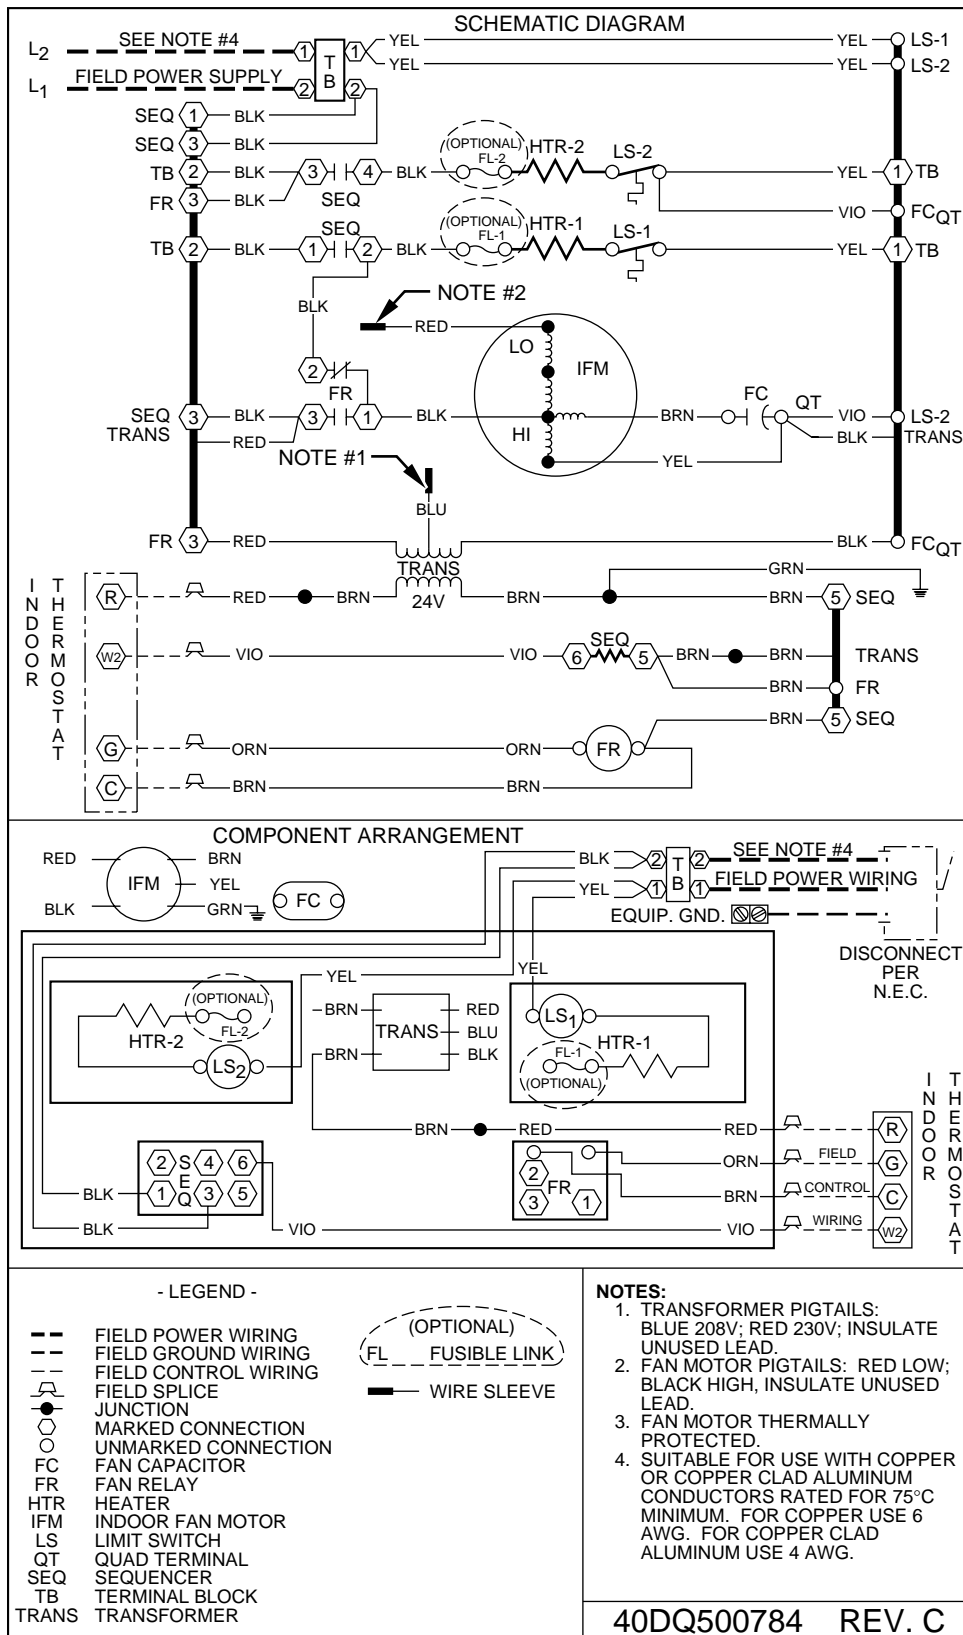 SCHEMATIC DIAGRAM
L2 SEE NOTE #4 1 T B 1 YEL YEL LS-1
YEL YEL LS-2
L1 FIELD POWER SUPPLY 2 2
SEQ 1 BLK
SEQ 3 BLK
(OPTIONAL) FL-2 HTR-2 LS-2
TB 2 BLK 3 4 BLK YEL 1 TB
FR 3 BLK SEQ VIO FCQT
(OPTIONAL) FL-1 HTR-1 LS-1
TB 2 BLK 1 SEQ 2 BLK YEL 1 TB
BLK
NOTE #2
RED LO IFM
2 FR
SEQ 3 BLK 3 1 BLK BRN FC QT VIO LS-2
TRANS RED HI BLK TRANS
YEL
NOTE #1
BLU
FR 3 RED BLK FCQT
TRANS
24V
GRN
INDOOR THERMOSTAT
R RED BRN BRN BRN 5 SEQ
W2 VIO VIO 6 SEQ 5 BRN BRN TRANS
BRN FR
BRN 5 SEQ
G ORN ORN FR
C BRN BRN
COMPONENT ARRANGEMENT
RED IFM BRN
YEL
BLK GRN
FC
BLK 2 T B 2 SEE NOTE #4
YEL 1 1 FIELD POWER WIRING
EQUIP. GND.
DISCONNECT
PER
N.E.C.
YEL YEL
(OPTIONAL)
FL-2
HTR-2
LS2
BRN TRANS RED
BLU
BRN BLK
LS1
FL-1 HTR-1
(OPTIONAL)
INDOOR THERMOSTAT
BRN RED RED R
ORN FIELD G
BRN CONTROL C
VIO VIO WIRING W2
2 S 4 6
E
1 Q 3 5
BLK
BLK
2 FR
3 1
- LEGEND -
FIELD POWER WIRING
FIELD GROUND WIRING
FIELD CONTROL WIRING
FIELD SPLICE
JUNCTION
MARKED CONNECTION
UNMARKED CONNECTION
FC FAN CAPACITOR
FR FAN RELAY
HTR HEATER
IFM INDOOR FAN MOTOR
LS LIMIT SWITCH
QT QUAD TERMINAL
SEQ SEQUENCER
TB TERMINAL BLOCK
TRANS TRANSFORMER
(OPTIONAL)
FL FUSIBLE LINK
WIRE SLEEVE
NOTES:
1. TRANSFORMER PIGTAILS:
BLUE 208V; RED 230V; INSULATE
UNUSED LEAD.
2. FAN MOTOR PIGTAILS: RED LOW;
BLACK HIGH, INSULATE UNUSED
LEAD.
3. FAN MOTOR THERMALLY
PROTECTED.
4. SUITABLE FOR USE WITH COPPER
OR COPPER CLAD ALUMINUM
CONDUCTORS RATED FOR 75°C
MINIMUM. FOR COPPER USE 6
AWG. FOR COPPER CLAD
ALUMINUM USE 4 AWG.
40DQ500784 REV. C